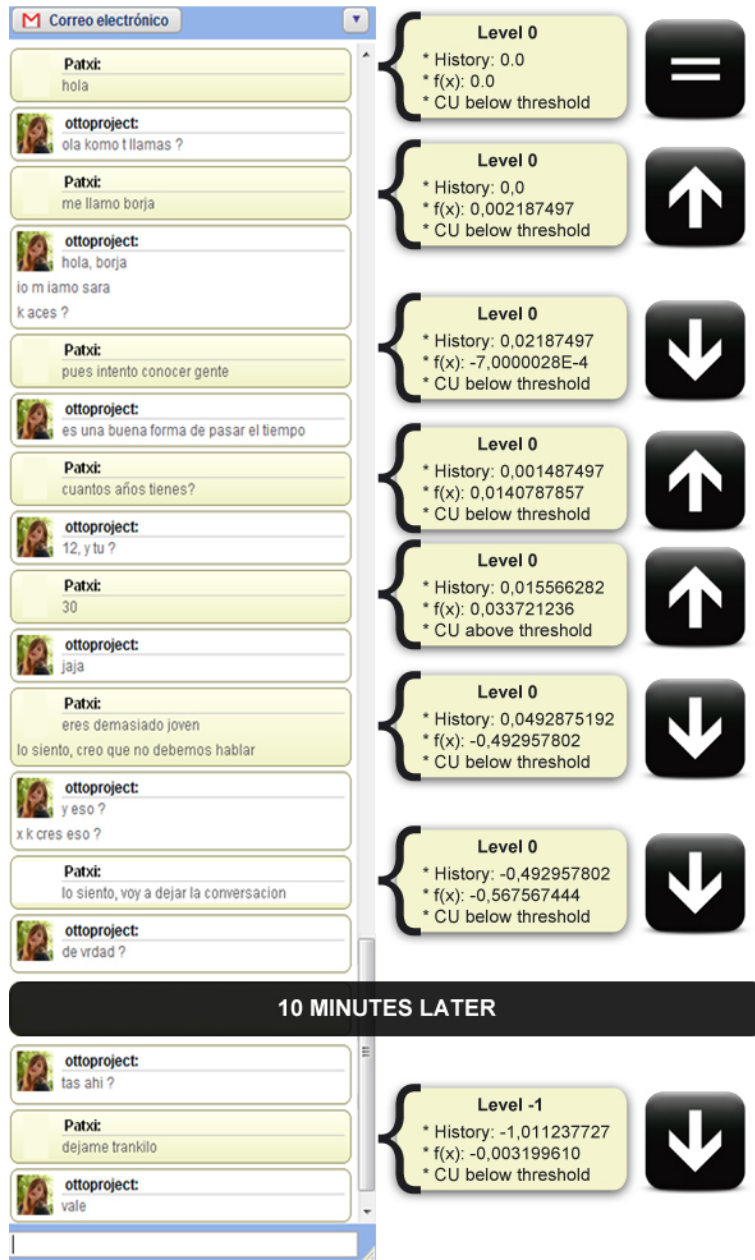 Correo electrónico
Patxi:
hola
Level 0
* History: 0.0
* f(x): 0.0
* CU below threshold
ottoproject:
ola komo t llamas ?
Patxi:
me llamo borja
Level 0
* History: 0,0
* f(x): 0,002187497
* CU below threshold
ottoproject:
hola, borja
io m iamo sara
k aces ?
Patxi:
pues intento conocer gente
Level 0
* History: 0,02187497
* f(x): -7,0000028E-4
* CU below threshold
ottoproject:
es una buena forma de pasar el tiempo
Patxi:
cuantos años tienes?
Level 0
* History: 0,001487497
* f(x): 0,0140787857
* CU below threshold
ottoproject:
12, y tu ?
Patxi:
30
Level 0
* History: 0,015566282
* f(x): 0,033721236
* CU above threshold
ottoproject:
jaja
Patxi:
eres demasiado joven
lo siento, creo que no debemos hablar
Level 0
* History: 0,0492875192
* f(x): -0,492957802
* CU below threshold
ottoproject:
y eso ?
x k cres eso ?
Patxi:
lo siento, voy a dejar la conversacion
Level 0
* History: -0,492957802
* f(x): -0,567567444
* CU below threshold
ottoproject:
de vrdad ?
10 MINUTES LATER
ottoproject:
tas ahi ?
Patxi:
dejame trankilo
Level -1
* History: -1,011237727
* f(x): -0,003199610
* CU below threshold
ottoproject:
vale